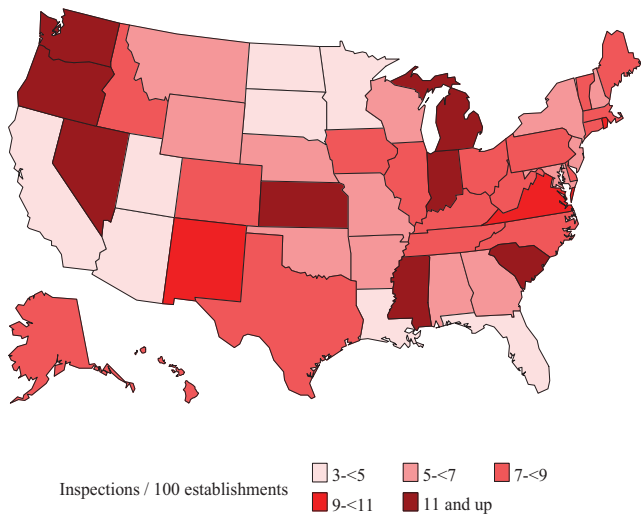 3-<5 5-<7 7-<9
Inspections / 100 establishments
9-<11 11 and up